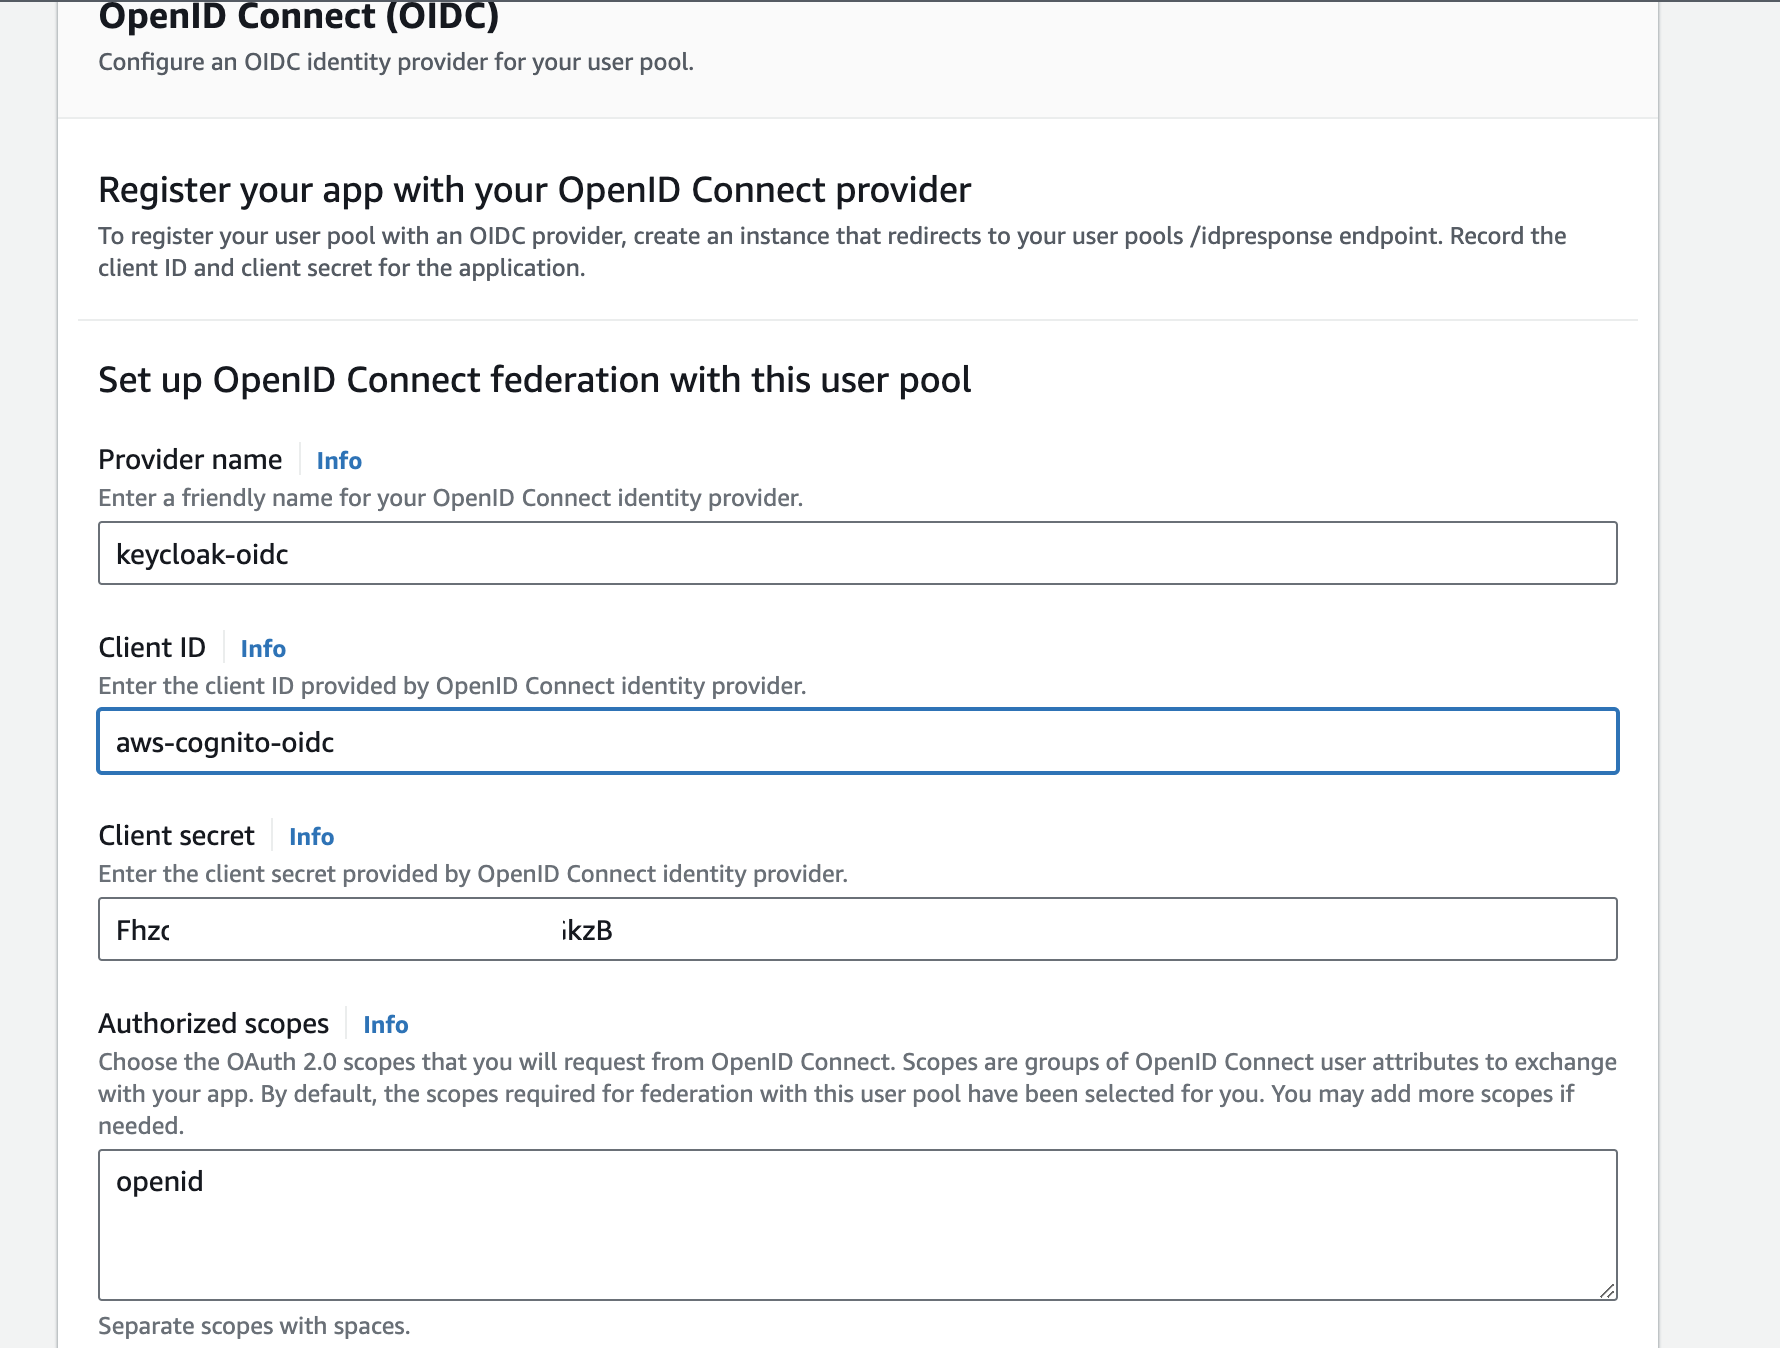 OpenID Connect (OIDC)
Configure an OIDC identity provider for your user pool.
Register your app with your OpenID Connect provider
To register your user pool with an OIDC provider, create an instance that redirects to your user pools /idpresponse endpoint. Record the
client ID and client secret for the application.
Set up OpenID Connect federation with this user pool
Provider name Info
Enter a friendly name for your OpenID Connect identity provider.
keycloak-oidc
Client ID Info
Enter the client ID provided by OpenID Connect identity provider.
aws-cognito-oidc
Client secret Info
Enter the client secret provided by OpenID Connect identity provider.
Authorized scopes Info
Choose the OAuth 2.0 scopes that you will request from OpenID Connect. Scopes are groups of OpenID Connect user attributes to exchange
with your app. By default, the scopes required for federation with this user pool have been selected for you. You may add more scopes if
needed.
openid
Separate scopes with spaces.